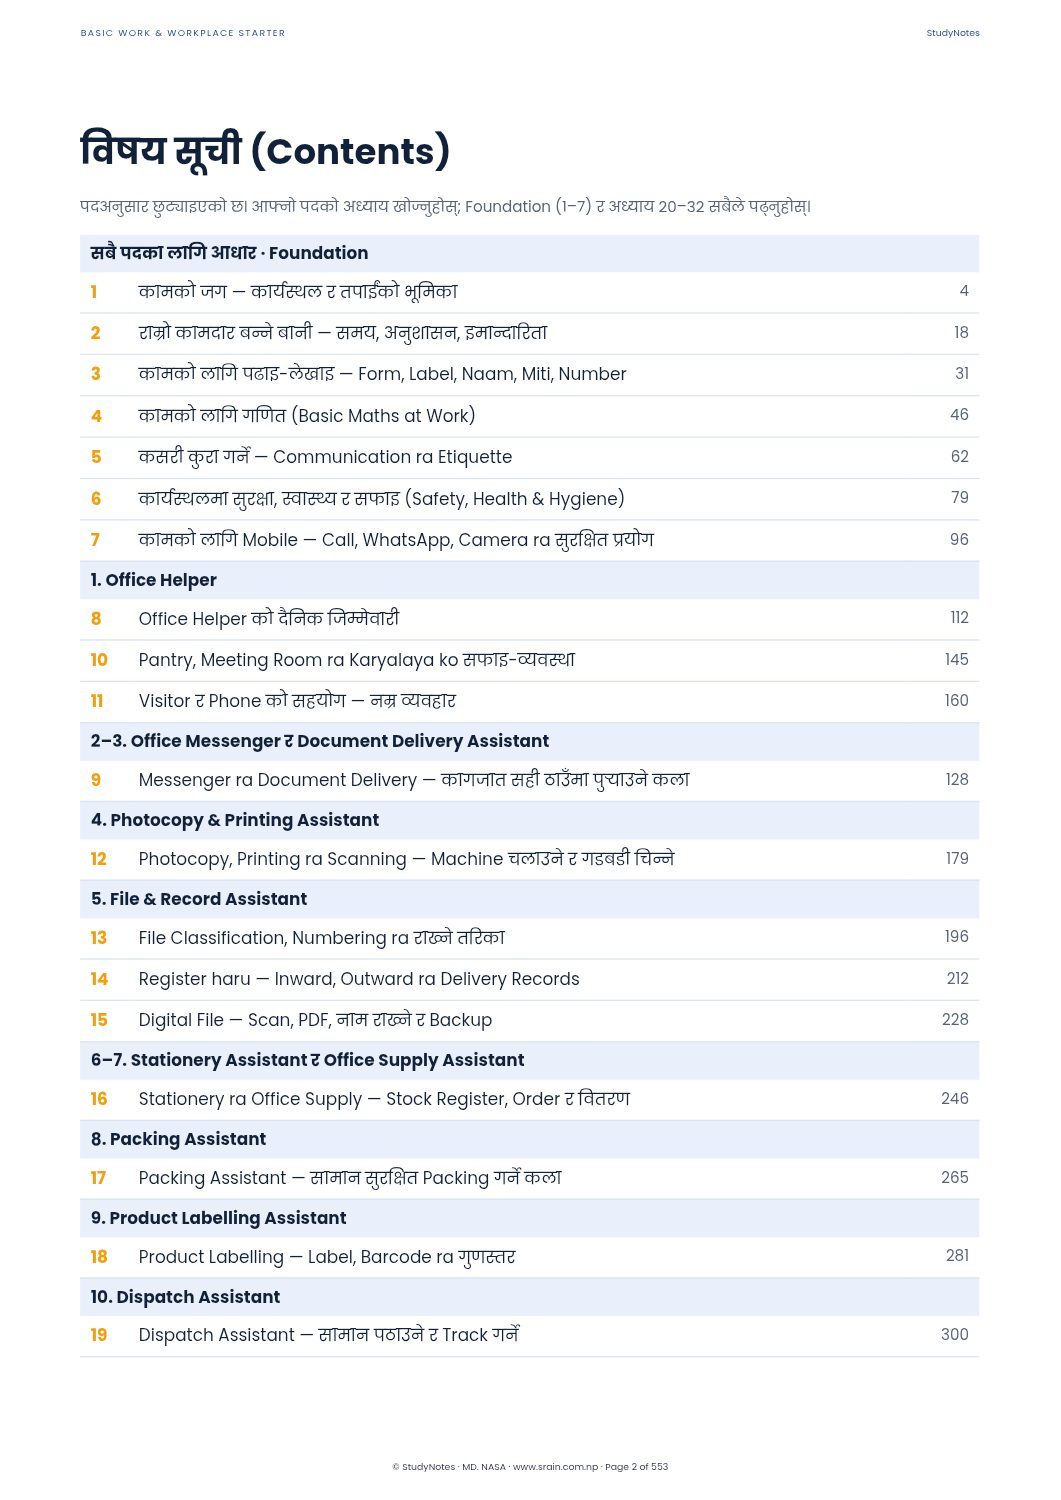 BASIC WORK & WORKPLACE STARTER StudyNotes
विषय सूची (Contents)
पदअनुसार छुट्याइएको छ। आफ्नो पदको अध्याय खोज्नुहोस्; Foundation (1–7) र अध्याय 20–32 सबैले पढ्नुहोस्।
सबै पदका लागि आधार · Foundation
1 कामको जग — कार्यस्थल र तपाईंको भूमिका 4
2 राम्रो कामदार बन्ने बानी — समय, अनुशासन, इमान्दारिता 18
3 कामको लागि पढाइ-लेखाइ — Form, Label, Naam, Miti, Number 31
4 कामको लागि गणित (Basic Maths at Work) 46
5 कसरी कुरा गर्ने — Communication ra Etiquette 62
6 कार्यस्थलमा सुरक्षा, स्वास्थ्य र सफाइ (Safety, Health & Hygiene) 79
7 कामको लागि Mobile — Call, WhatsApp, Camera ra सुरक्षित प्रयोग 96
1. Office Helper
8 Office Helper को दैनिक जिम्मेवारी 112
10 Pantry, Meeting Room ra Karyalaya ko सफाइ-व्यवस्था 145
11 Visitor र Phone को सहयोग — नम्र व्यवहार 160
2–3. Office Messenger र Document Delivery Assistant
9 Messenger ra Document Delivery — कागजात सही ठाउँमा पुर्‍याउने कला 128
4. Photocopy & Printing Assistant
12 Photocopy, Printing ra Scanning — Machine चलाउने र गडबडी चिन्ने 179
5. File & Record Assistant
13 File Classification, Numbering ra राख्ने तरिका 196
14 Register haru — Inward, Outward ra Delivery Records 212
15 Digital File — Scan, PDF, नाम राख्ने र Backup 228
6–7. Stationery Assistant र Office Supply Assistant
16 Stationery ra Office Supply — Stock Register, Order र वितरण 246
8. Packing Assistant
17 Packing Assistant — सामान सुरक्षित Packing गर्ने कला 265
9. Product Labelling Assistant
18 Product Labelling — Label, Barcode ra गुणस्तर 281
10. Dispatch Assistant
19 Dispatch Assistant — सामान पठाउने र Track गर्ने 300
© StudyNotes · MD. NASA · www.srain.com.np · Page 2 of 553